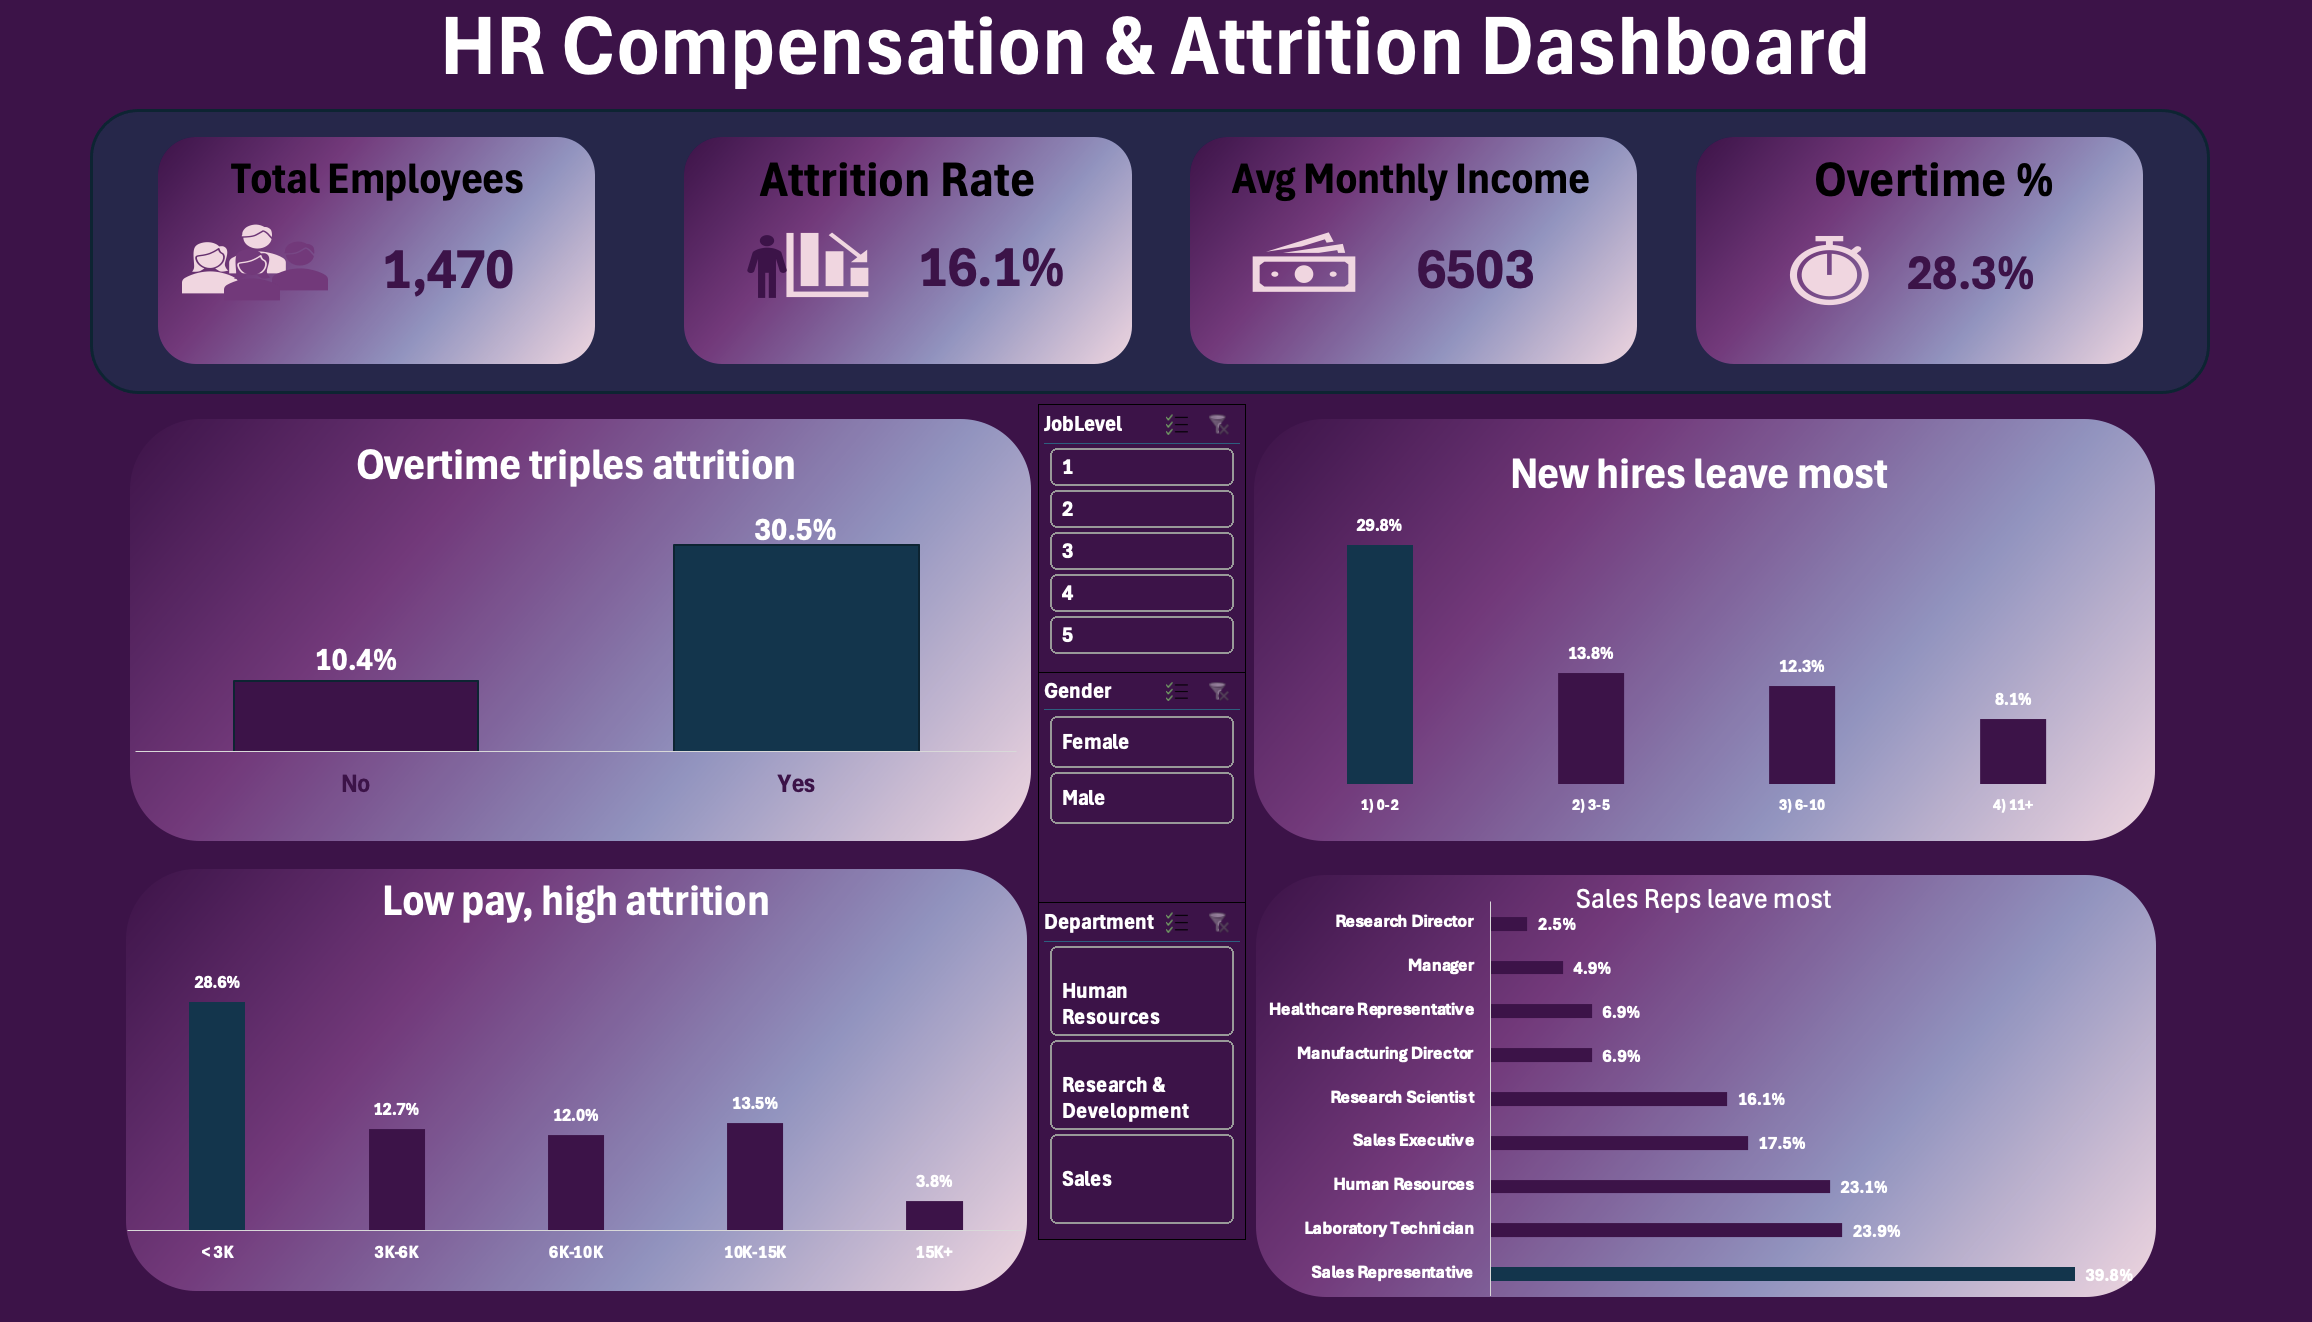 HR Compensation & Attrition Dashboard
Total Employees
1,470
Attrition Rate
16.1%
Avg Monthly Income
6503
Overtime %
28.3%
Overtime triples attrition
30.5%
10.4%
No
Yes
JobLevel
1
2
3
4
5
Gender
Female
Male
Department
Human
Resources
Research &
Development
Sales
New hires leave most
29.8%
13.8%
12.3%
8.1%
1) 0-2
2) 3-5
3) 6-10
4) 11+
Low pay, high attrition
28.6%
12.7%
12.0%
13.5%
3.8%
< 3K
3K-6K
6K-10K
10K-15K
15K+
Sales Reps leave most
Research Director
2.5%
Manager
4.9%
Healthcare Representative
6.9%
Manufacturing Director
6.9%
Research Scientist
16.1%
Sales Executive
17.5%
Human Resources
23.1%
Laboratory Technician
23.9%
Sales Representative
39.8%